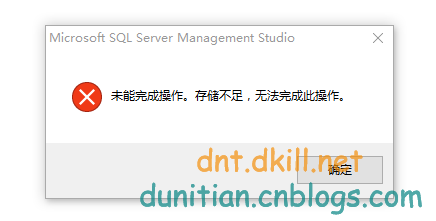 Microsoft SQL Server Management Studio
未能完成操作。存储不足，无法完成此操作。
dnt.dkill.net
确定
dunitian.cnblogs.com